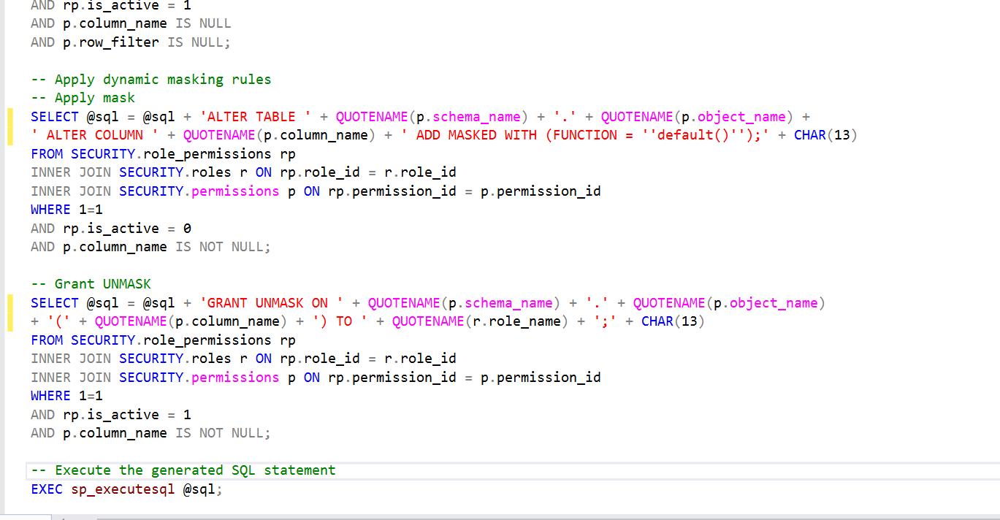 AND rp.is_active = 1
AND p.column_name IS NULL
AND p.row_filter IS NULL;
-- Apply dynamic masking rules
-- Apply mask
SELECT @sql = @sql + 'ALTER TABLE ' + QUOTENAME(p.schema_name) + '.' + QUOTENAME(p.object_name) +
' ALTER COLUMN ' + QUOTENAME(p.column_name) + ' ADD MASKED WITH (FUNCTION = ''default()'');' + CHAR(13)
FROM SECURITY.role_permissions rp
INNER JOIN SECURITY.roles r ON rp.role_id = r.role_id
INNER JOIN SECURITY.permissions p ON rp.permission_id = p.permission_id
WHERE 1=1
AND rp.is_active = 0
AND p.column_name IS NOT NULL;
-- Grant UNMASK
SELECT @sql = @sql + 'GRANT UNMASK ON ' + QUOTENAME(p.schema_name) + '.' + QUOTENAME(p.object_name)
+ '(' + QUOTENAME(p.column_name) + ') TO ' + QUOTENAME(r.role_name) + ';' + CHAR(13)
FROM SECURITY.role_permissions rp
INNER JOIN SECURITY.roles r ON rp.role_id = r.role_id
INNER JOIN SECURITY.permissions p ON rp.permission_id = p.permission_id
WHERE 1=1
AND rp.is_active = 1
AND p.column_name IS NOT NULL;
-- Execute the generated SQL statement
EXEC sp_executesql @sql;